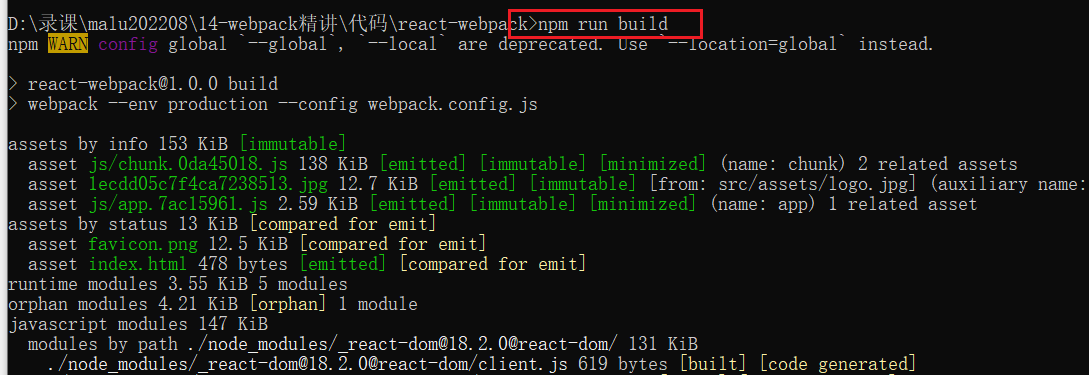 D:\录课\malu202208\14-webpack精讲\代码\react-webpack>npm run build
npm WARN config global `--global`, `--local` are deprecated. Use `--location=global` instead.
> react-webpack@1.0.0 build
> webpack --env production --config webpack.config.js
assets by info 153 KiB [immutable]
asset js/chunk.0da45018.js 138 KiB [emitted] [immutable] [minimized] (name: chunk) 2 related assets
asset 1ecdd05c7f4ca7238513.jpg 12.7 KiB [emitted] [immutable] [from: src/assets/logo.jpg] (auxiliary name:
asset js/app.7ac15961.js 2.59 KiB [emitted] [immutable] [minimized] (name: app) 1 related asset
assets by status 13 KiB [compared for emit]
asset favicon.png 12.5 KiB [compared for emit]
asset index.html 478 bytes [emitted] [compared for emit]
runtime modules 3.55 KiB 5 modules
orphan modules 4.21 KiB [orphan] 1 module
javascript modules 147 KiB
modules by path ./node_modules/_react-dom@18.2.0@react-dom/ 131 KiB
./node_modules/_react-dom@18.2.0@react-dom/client.js 619 bytes [built] [code generated]